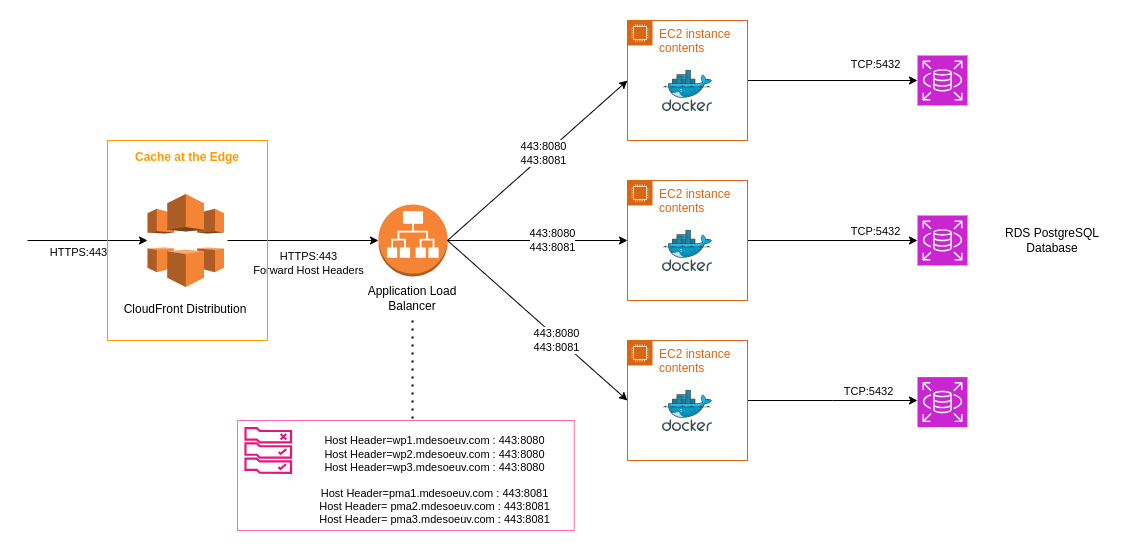 EC2 instance
contents
docker
TCP:5432
443:8080
443:8081
Cache at the Edge
HTTPS:443
CloudFront Distribution
HTTPS:443
Forward Host Headers
Application Load
Balancer
443:8080
443:8081
EC2 instance
contents
docker
TCP:5432
RDS PostgreSQL
Database
443:8080
443:8081
EC2 instance
contents
docker
TCP:5432
Host Header=wp1.mdesoeuv.com : 443:8080
Host Header=wp2.mdesoeuv.com : 443:8080
Host Header=wp3.mdesoeuv.com : 443:8080
Host Header=pma1.mdesoeuv.com : 443:8081
Host Header= pma2.mdesoeuv.com : 443:8081
Host Header= pma3.mdesoeuv.com : 443:8081